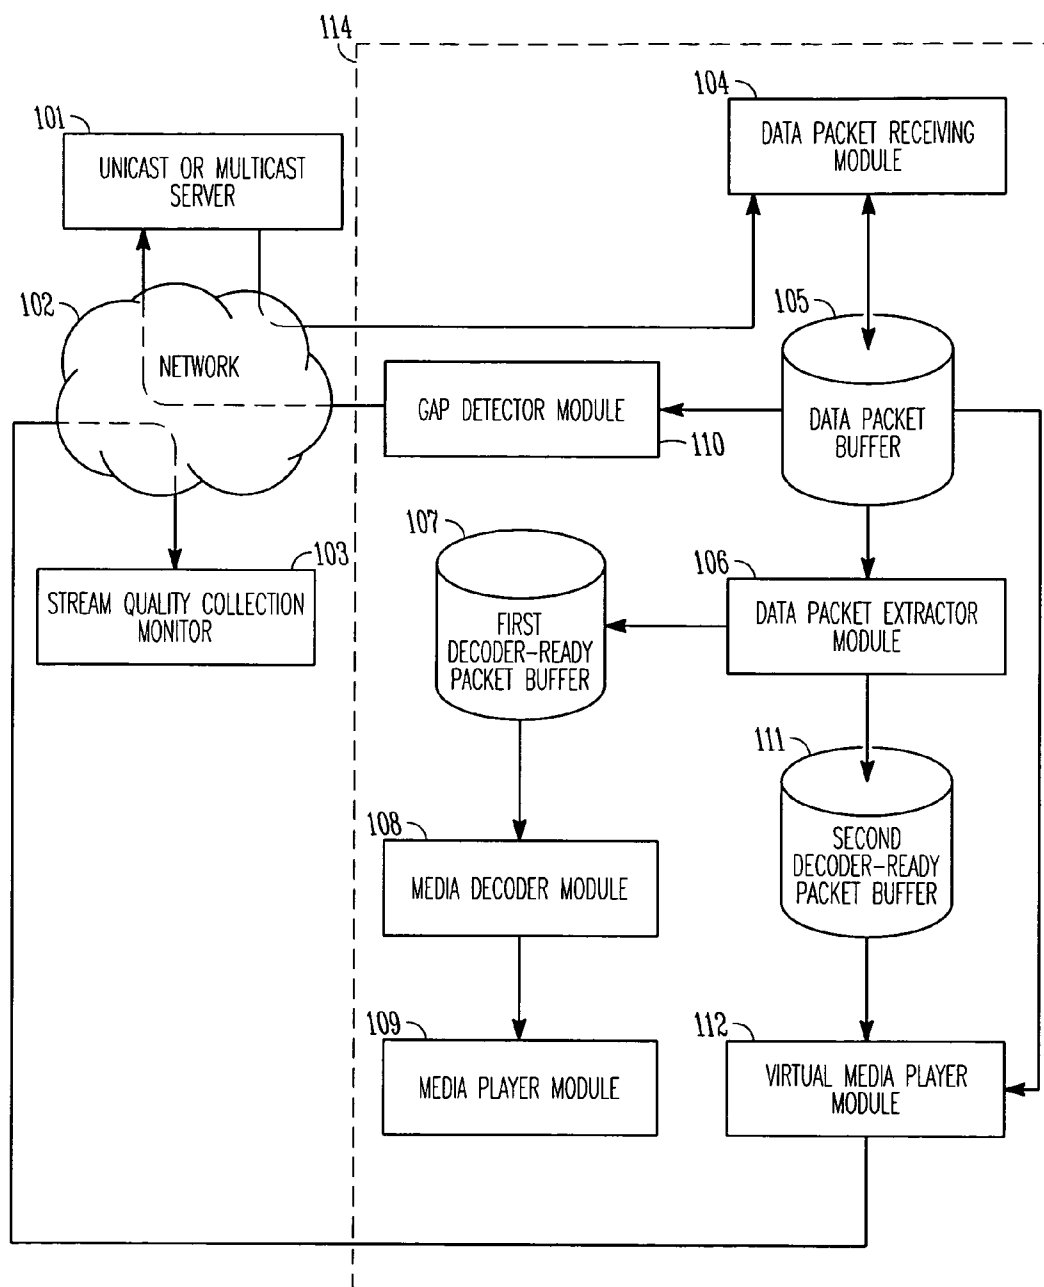 114
104
DATA PACKET RECEIVING
MODULE
101
UNICAST OR MULTICAST
SERVER
102
NETWORK
105
DATA PACKET
BUFFER
GAP DETECTOR MODULE
110
107
FIRST
DECODER-READY
PACKET BUFFER
106
DATA PACKET EXTRACTOR
MODULE
103
STREAM QUALITY COLLECTION
MONITOR
111
SECOND
DECODER-READY
PACKET BUFFER
108
MEDIA DECODER MODULE
109
MEDIA PLAYER MODULE
112
VIRTUAL MEDIA PLAYER
MODULE